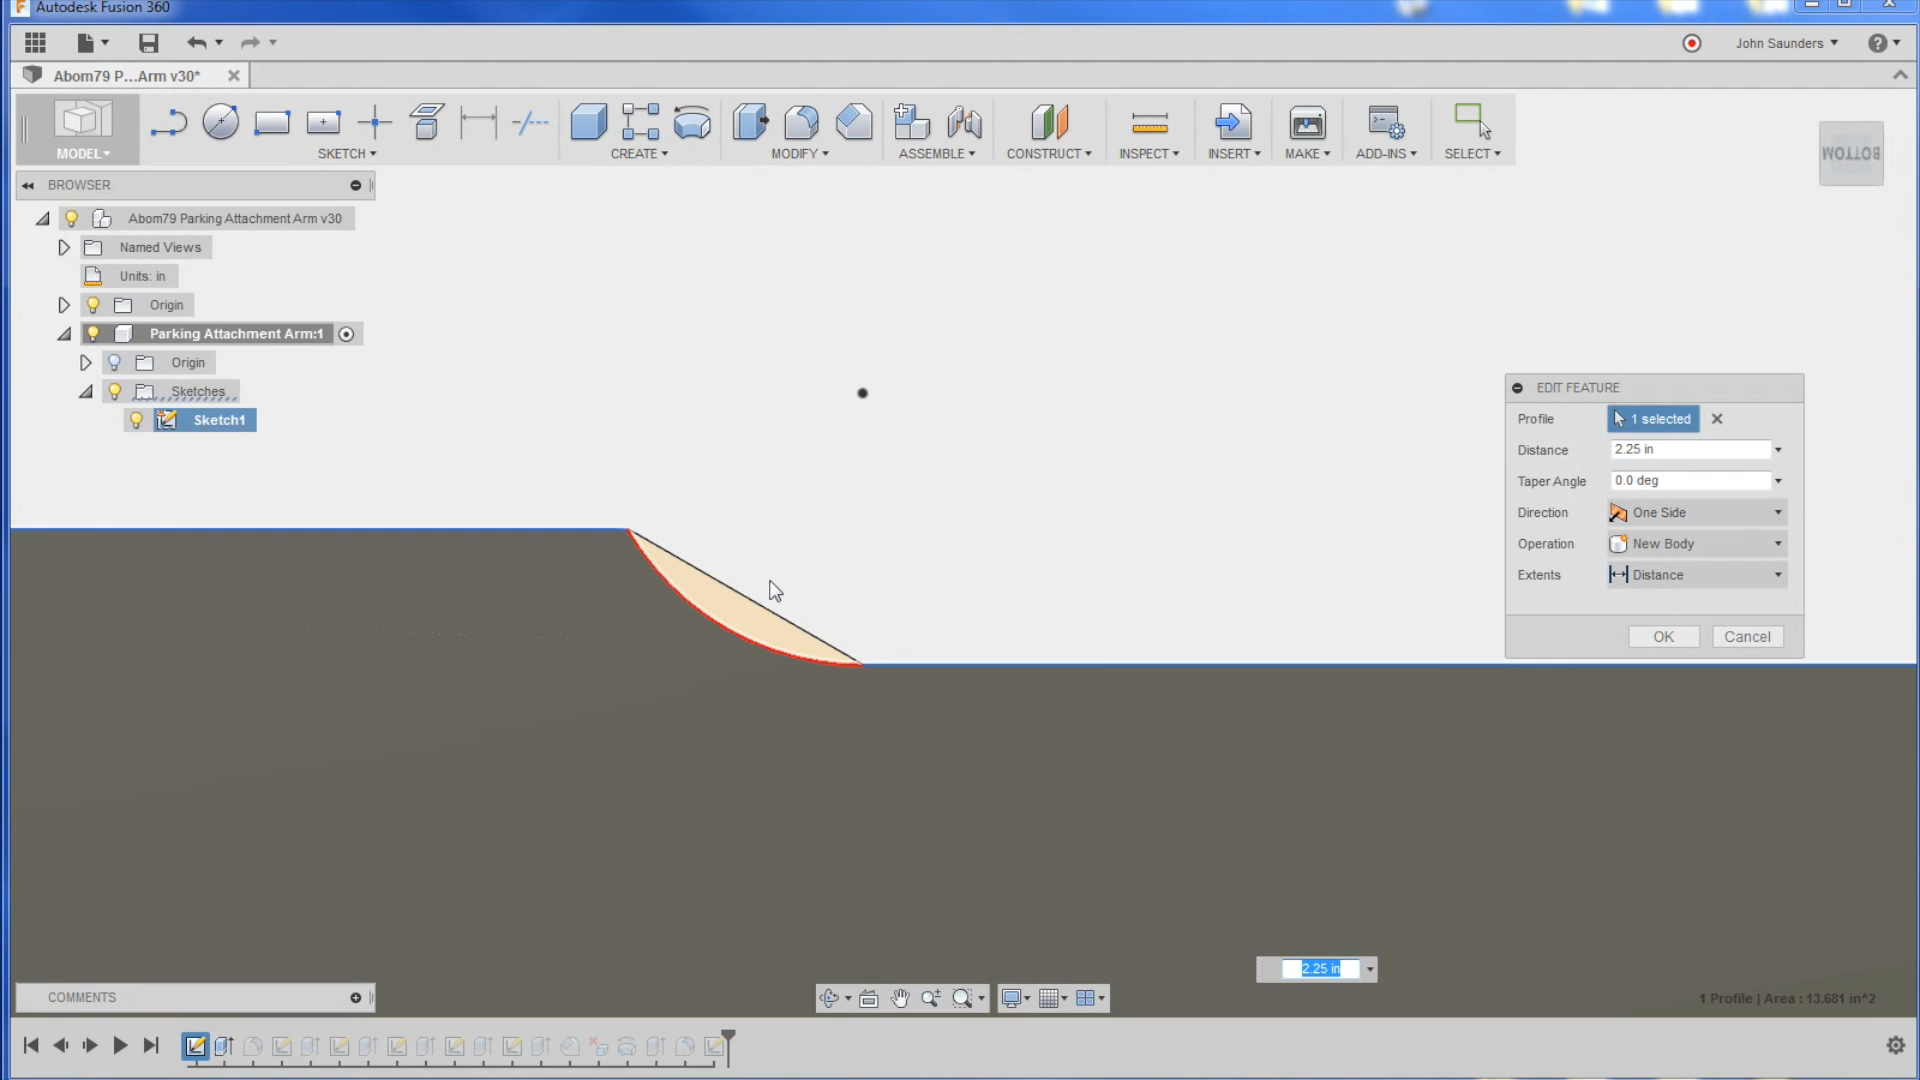 Autodesk Fusion 360
John Saunders
Abom79 P...Arm v30*
MODEL
SKETCH
CREATE
MODIFY
ASSEMBLE
CONSTRUCT
INSPECT
INSERT
MAKE
ADD-INS
SELECT
BOTTOM
BROWSER
Abom79 Parking Attachment Arm v30
Named Views
Units: in
Origin
Parking Attachment Arm:1
Origin
Sketches
Sketch1
EDIT FEATURE
Profile 1 selected
Distance 2.25 in
Taper Angle 0.0 deg
Direction One Side
Operation New Body
Extents Distance
OK Cancel
2.25 in
COMMENTS
1 Profile | Area : 13.681 in^2